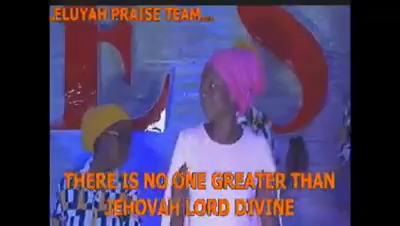 ..ELUYAH PRAISE TEAM...
E S
THERE IS NO ONE GREATER THAN
JEHOVAH LORD DIVINE